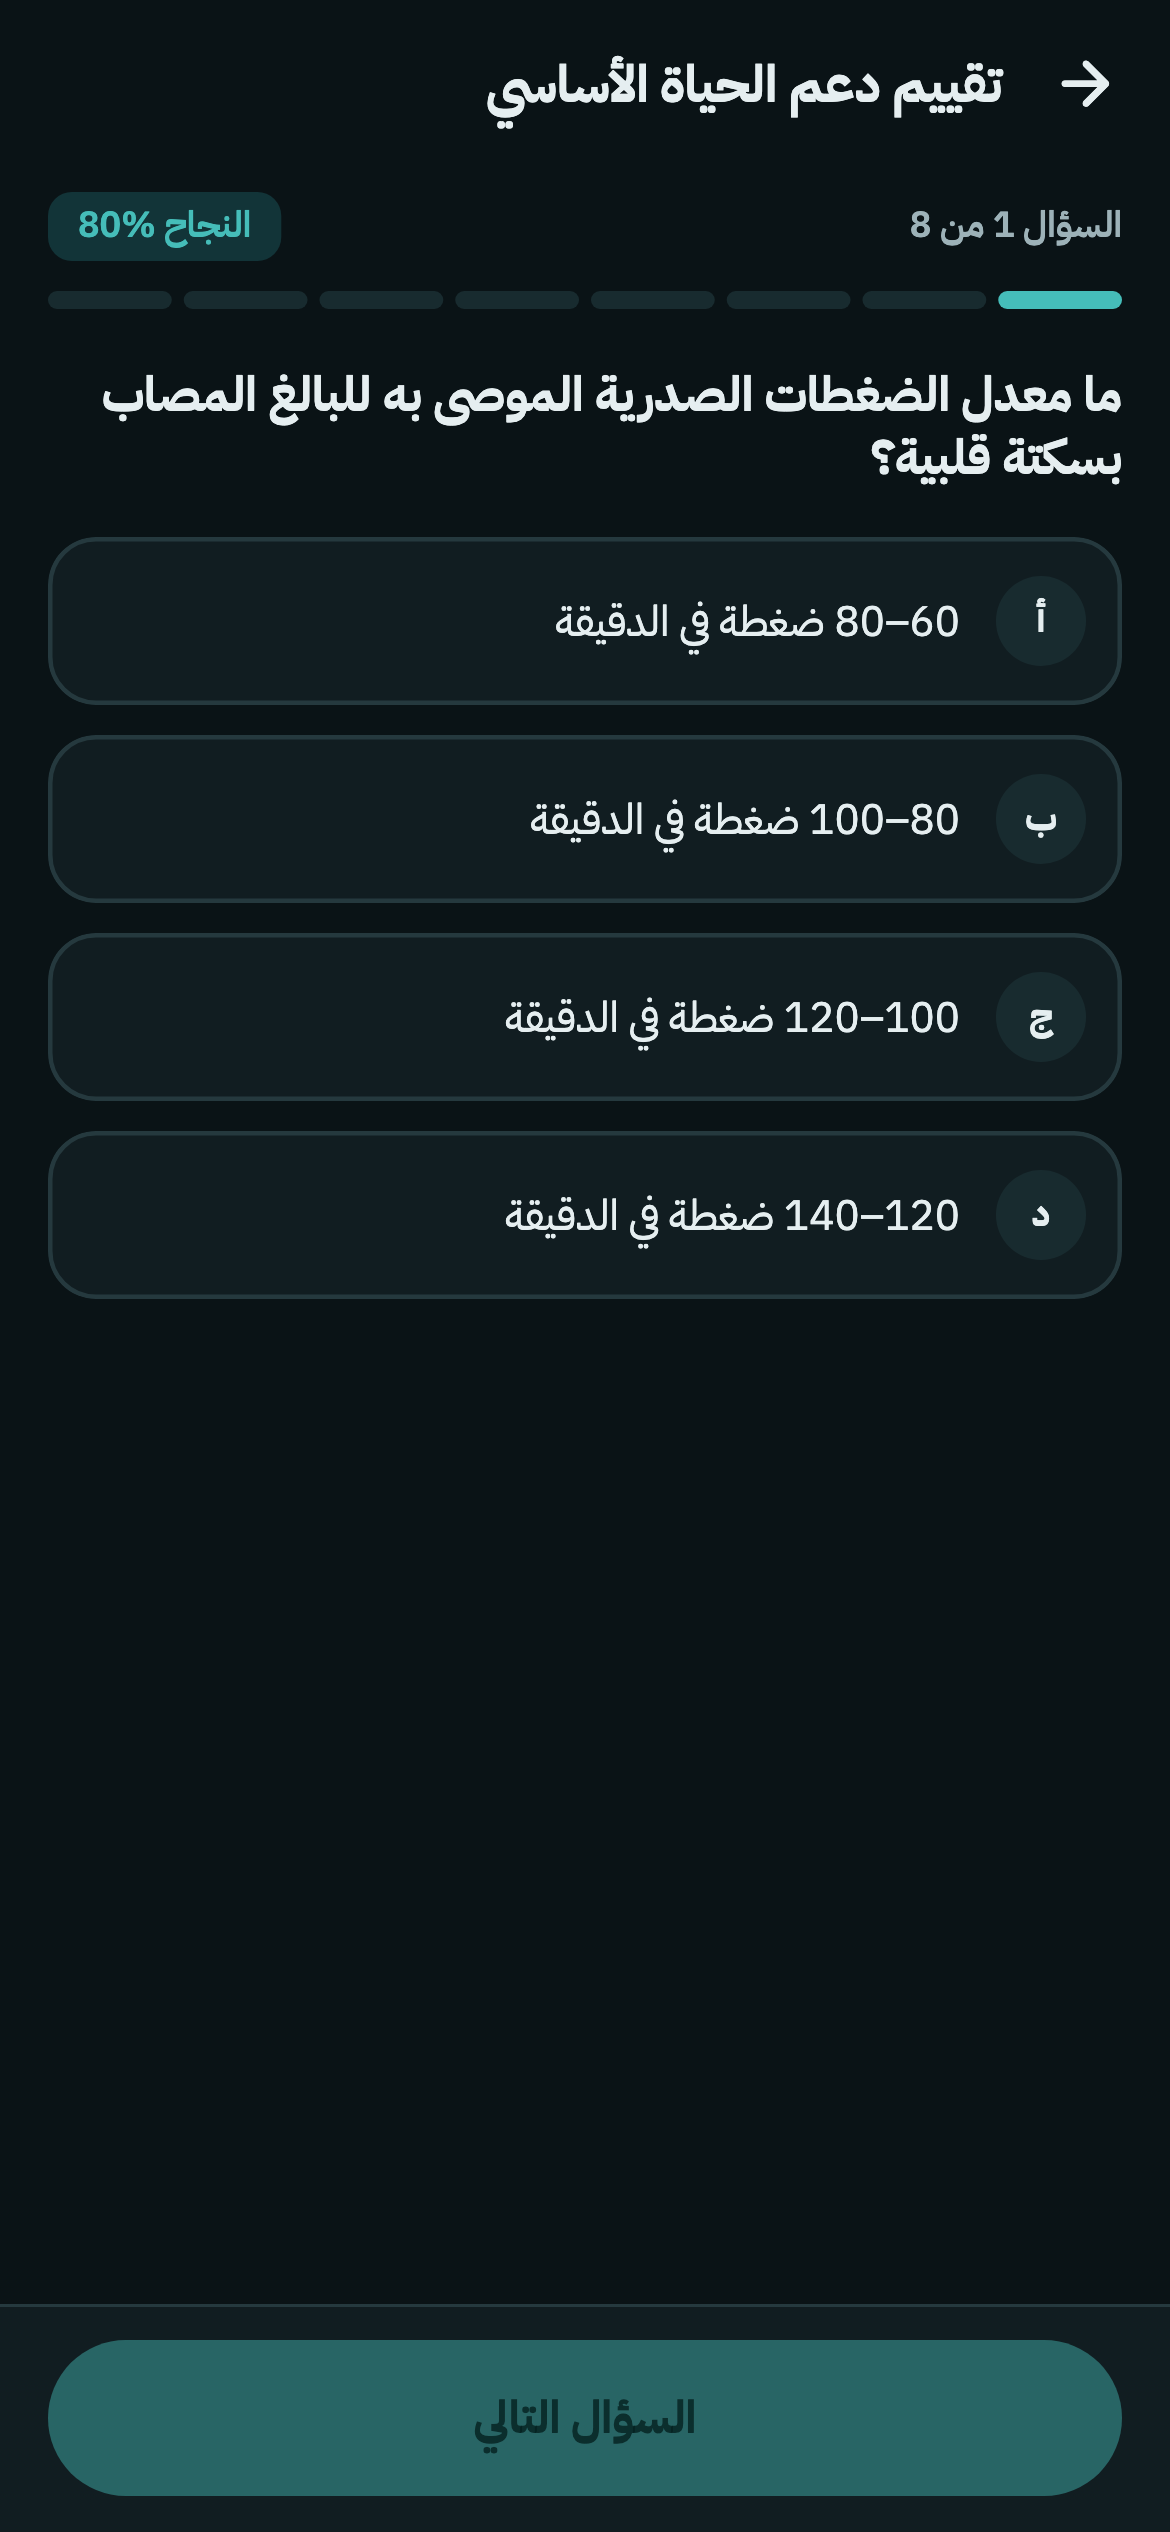 تقييم دعم الحياة الأساسي
السؤال 1 من 8
النجاح 80%
ما معدل الضغطات الصدرية الموصى به للبالغ المصاب
بسكتة قلبية؟
أ
60–80 ضغطة في الدقيقة
ب
80–100 ضغطة في الدقيقة
ج
100–120 ضغطة في الدقيقة
د
120–140 ضغطة في الدقيقة
السؤال التالي